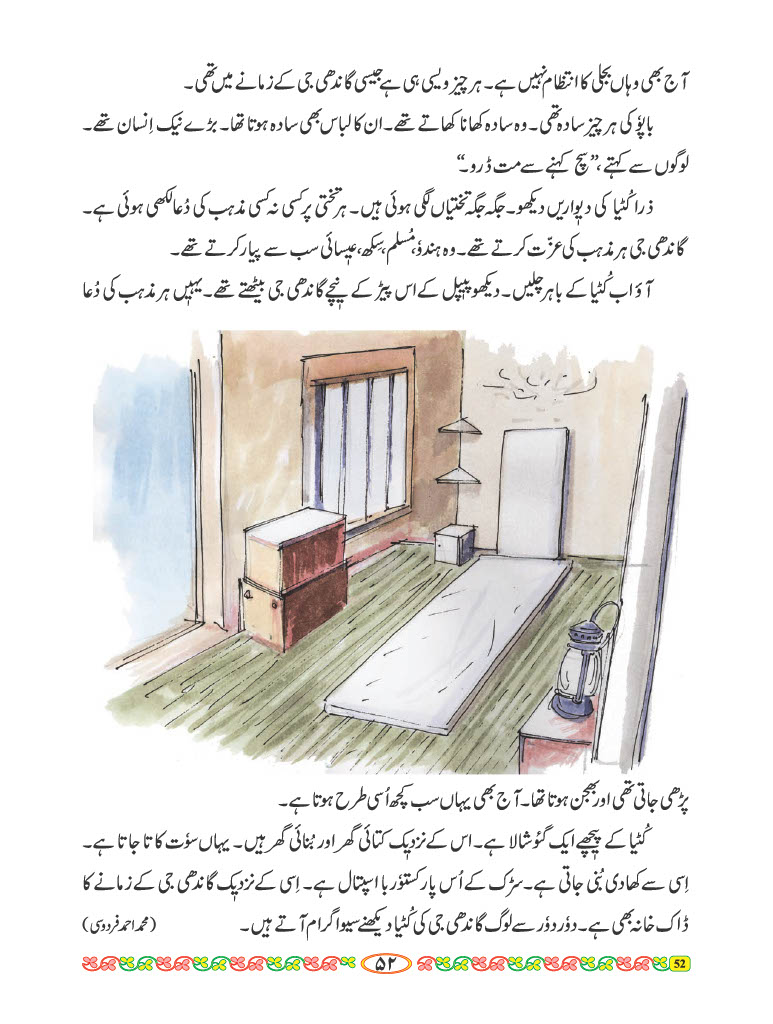 آج بھی وہاں بجلی کا انتظام نہیں ہے۔ ہر چیز ویسی ہی ہے جیسی گاندھی جی کے زمانے میں تھی۔
باپوٗ کی ہر چیز سادہ تھی۔ وہ سادہ کھانا کھاتے تھے۔ ان کا لباس بھی سادہ ہوتا تھا۔ بڑے نیک اِنسان تھے۔
لوگوں سے کہتے، ”سچ کہنے سے مت ڈرو۔“
ذرا کُٹیا کی دیواریں دیکھو۔ جگہ جگہ تختیاں لگی ہوئی ہیں۔ ہر تختی پر کسی نہ کسی مذہب کی دُعا لکھی ہوئی ہے۔
گاندھی جی ہر مذہب کی عزّت کرتے تھے۔ وہ ہندوٗ، مُسلم، سِکھ، عیسائی سب سے پیار کرتے تھے۔
آؤ اب کُٹیا کے باہر چلیں۔ دیکھو پیپل کے اس پیڑ کے نیچے گاندھی جی بیٹھتے تھے۔ یہیں ہر مذہب کی دُعا
پڑھی جاتی تھی اور بھجن ہوتا تھا۔ آج بھی یہاں سب کچھ اُسی طرح ہوتا ہے۔
کُٹیا کے پیچھے ایک گئوٗشالا ہے۔ اس کے نزدیک کتائی گھر اور بُنائی گھر ہیں۔ یہاں سوٗت کاتا جاتا ہے۔
اِسی سے کھادی بُنی جاتی ہے۔ سڑک کے اُس پار کستوٗربا اسپتال ہے۔ اِسی کے نزدیک گاندھی جی کے زمانے کا
ڈاک خانہ بھی ہے۔ دوٗر دوٗر سے لوگ گاندھی جی کی کُٹیا دیکھنے سیواگرام آتے ہیں۔ (محمد احمد فردوسی)
۵۲ 52